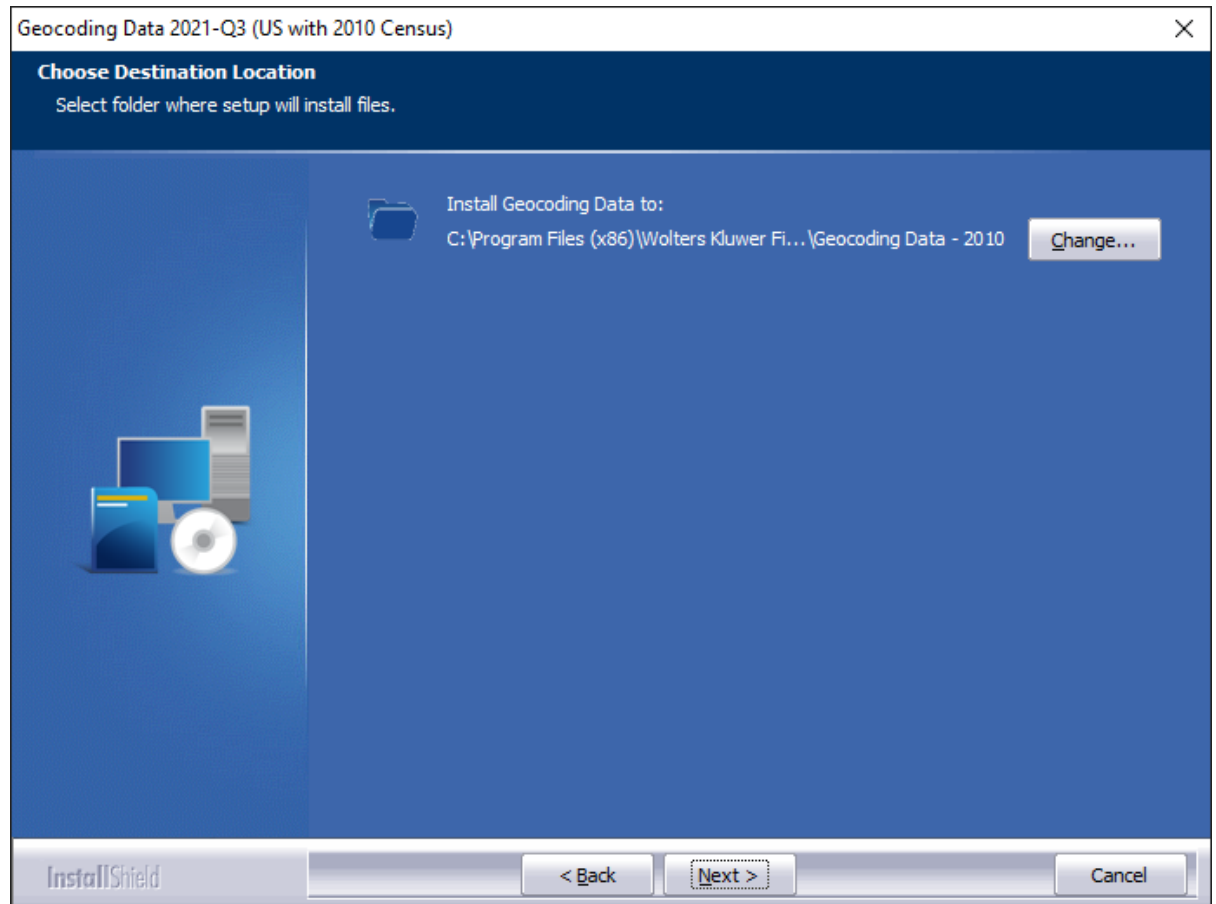 Geocoding Data 2021-Q3 (US with 2010 Census)
Choose Destination Location
Select folder where setup will install files.
Install Geocoding Data to:
C:\Program Files (x86)\Wolters Kluwer Fi...\Geocoding Data - 2010
Change...
InstallShield
< Back
Next >
Cancel